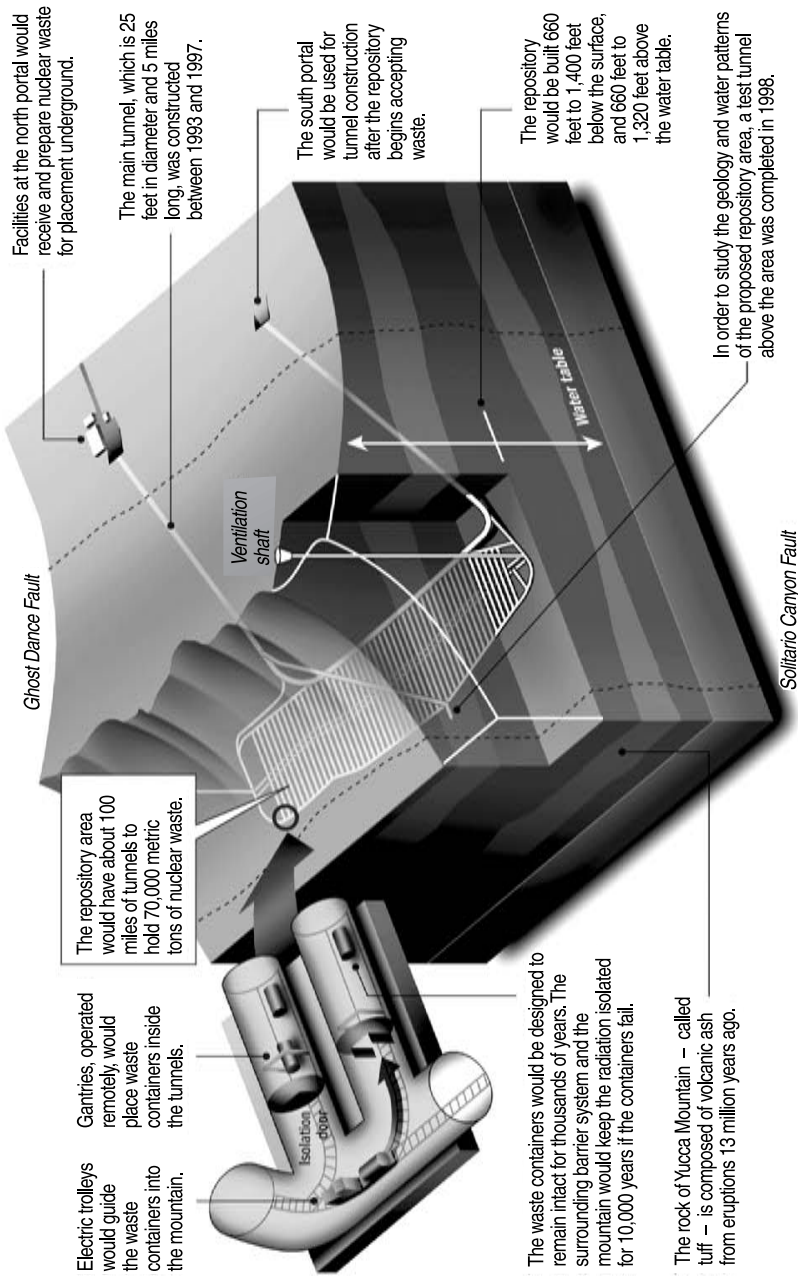 Electric trolleys
would guide
the waste
containers into
the mountain.
Gantries, operated
remotely, would
place waste
containers inside
the tunnels.
The repository area
would have about 100
miles of tunnels to
hold 70,000 metric
tons of nuclear waste.
Ghost Dance Fault
Facilities at the north portal would
receive and prepare nuclear waste
for placement underground.
The main tunnel, which is 25
feet in diameter and 5 miles
long, was constructed
between 1993 and 1997.
Ventilation
shaft
The south portal
would be used for
tunnel construction
after the repository
begins accepting
waste.
Isolation
door
Water table
The repository
would be built 660
feet to 1,400 feet
below the surface,
and 660 feet to
1,320 feet above
the water table.
The waste containers would be designed to
remain intact for thousands of years. The
surrounding barrier system and the
mountain would keep the radiation isolated
for 10,000 years if the containers fail.
The rock of Yucca Mountain – called
tuff – is composed of volcanic ash
from eruptions 13 million years ago.
Solitario Canyon Fault
In order to study the geology and water patterns
of the proposed repository area, a test tunnel
above the area was completed in 1998.